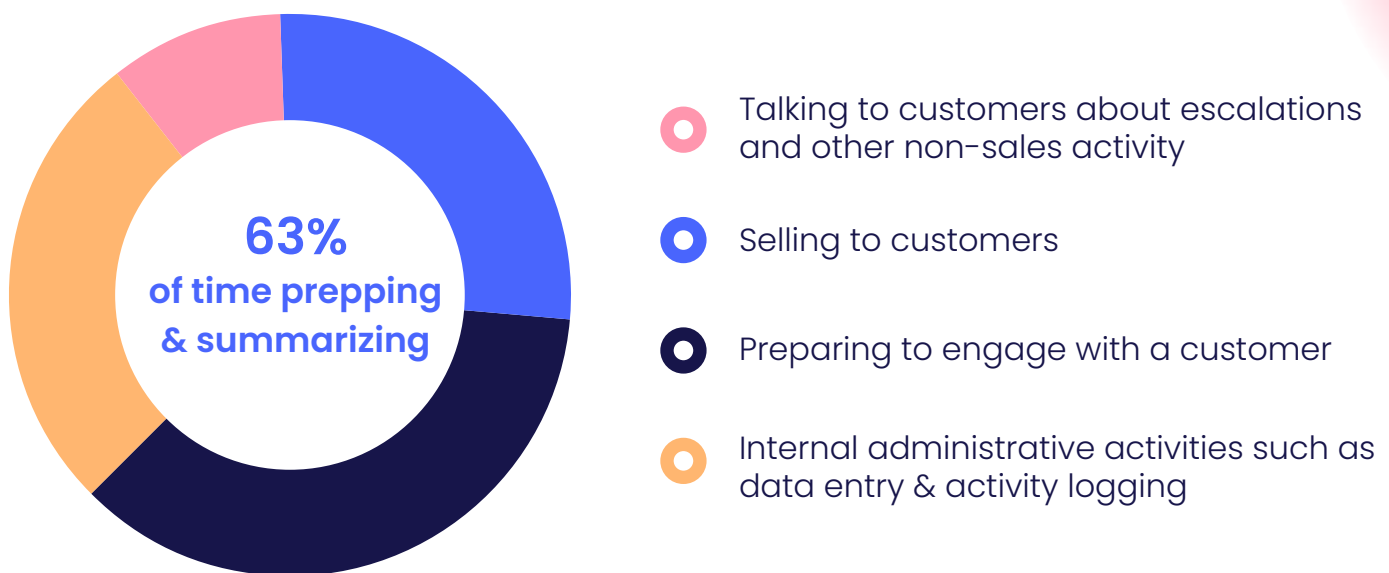 63%
of time prepping
& summarizing
Talking to customers about escalations
and other non-sales activity
Selling to customers
Preparing to engage with a customer
Internal administrative activities such as
data entry & activity logging